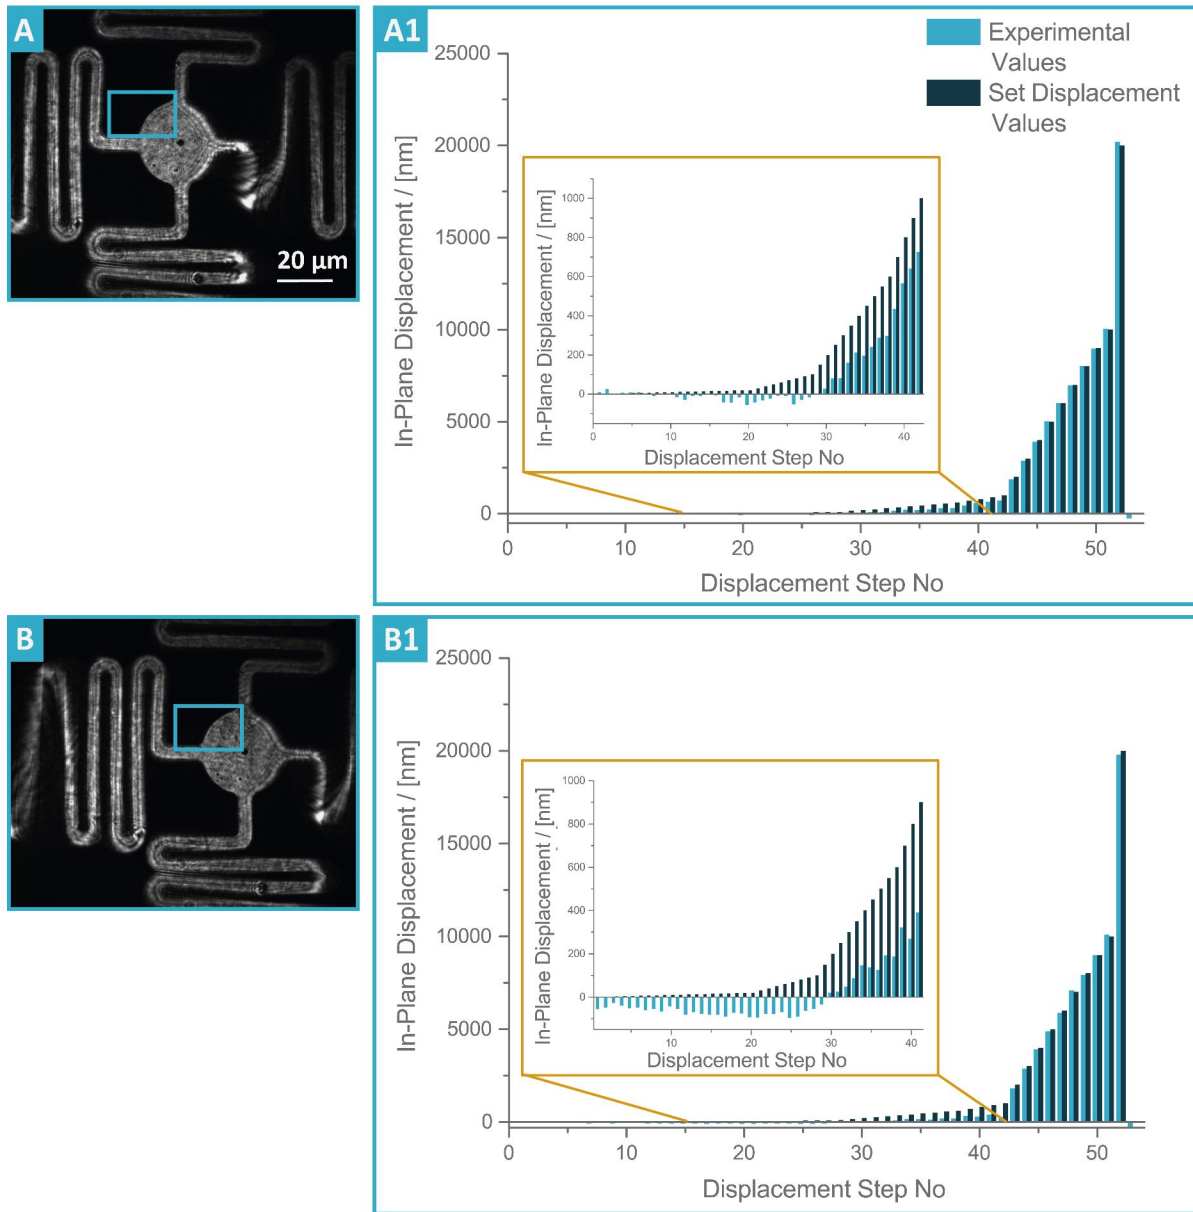 A
20 µm
A1
Experimental
Values
Set Displacement
Values
In-Plane Displacement / [nm]
25000
20000
15000
10000
5000
0
0 10 20 30 40 50
Displacement Step No
In-Plane Displacement / [nm]
1000
800
600
400
200
0
0 10 20 30 40
Displacement Step No
B
B1
In-Plane Displacement / [nm]
25000
20000
15000
10000
5000
0
0 10 20 30 40 50
Displacement Step No
In-Plane Displacement / [nm]
1000
800
600
400
200
0
10 20 30 40
Displacement Step No